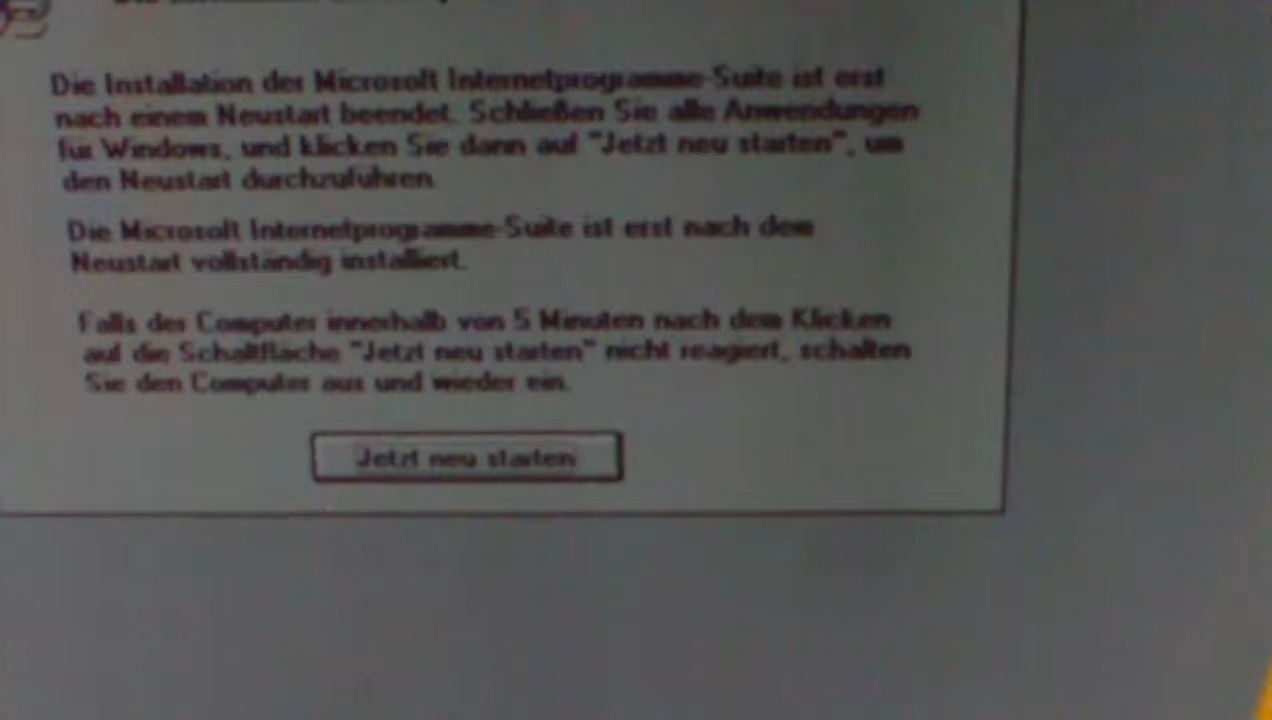 Die Installation der Microsoft Internetprogramme-Suite ist erst
nach einem Neustart beendet. Schließen Sie alle Anwendungen
für Windows, und klicken Sie dann auf "Jetzt neu starten", um
den Neustart durchzuführen.
Die Microsoft Internetprogramme-Suite ist erst nach dem
Neustart vollständig installiert.
Falls der Computer innerhalb von 5 Minuten nach dem Klicken
auf die Schaltfläche "Jetzt neu starten" nicht reagiert, schalten
Sie den Computer aus und wieder ein.
Jetzt neu starten